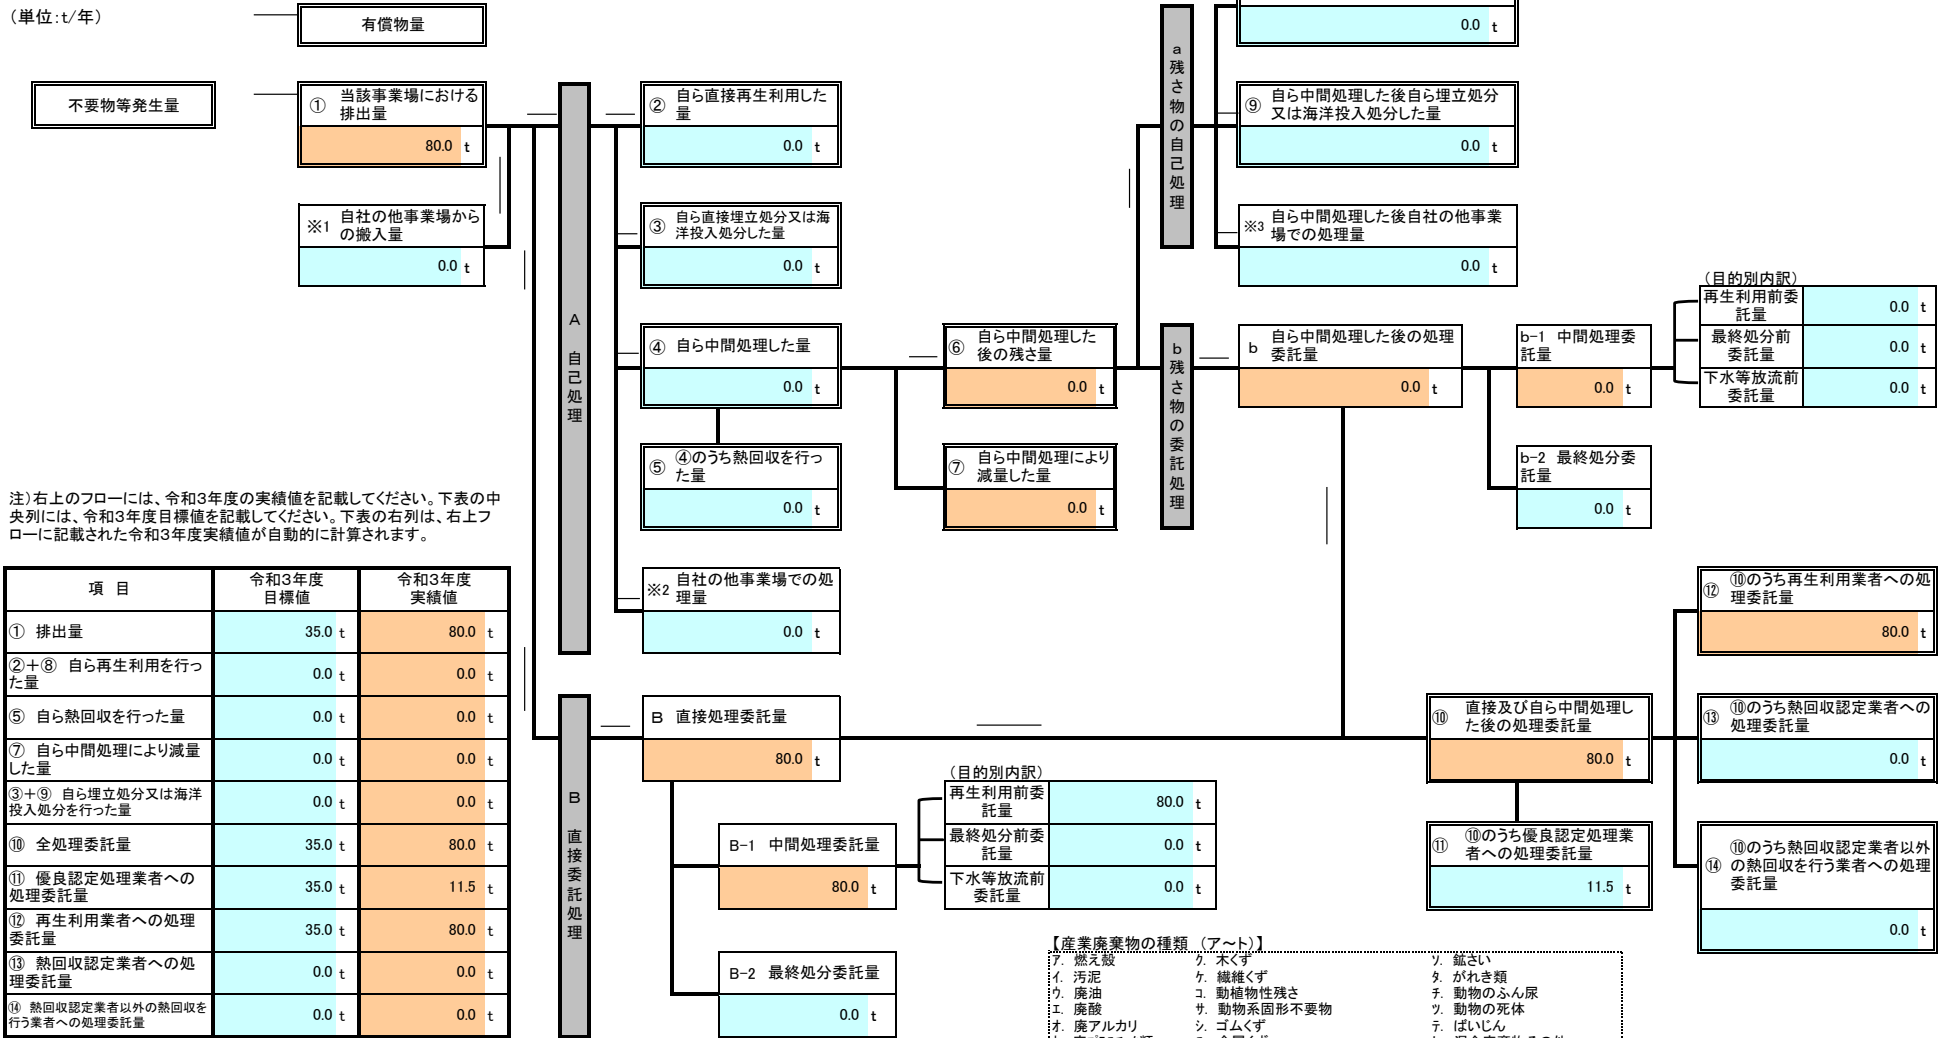 （単位：t/年）
有償物量
0.0 t
不要物等発生量
① 当該事業場における
排出量
80.0 t
※1 自社の他事業場から
の搬入量
0.0 t
A
自己処理
② 自ら直接再生利用した
量
0.0 t
③ 自ら直接埋立処分又は海
洋投入処分した量
0.0 t
④ 自ら中間処理した量
0.0 t
⑤ ④のうち熱回収を行っ
た量
0.0 t
※2 自社の他事業場での処
理量
0.0 t
⑥ 自ら中間処理した
後の残さ量
0.0 t
⑦ 自ら中間処理により
減量した量
0.0 t
a残さ物の自己処理
⑨ 自ら中間処理した後自ら埋立処分
又は海洋投入処分した量
0.0 t
※3 自ら中間処理した後自社の他事業
場での処理量
0.0 t
b残さ物の委託処理
b 自ら中間処理した後の処理
委託量
0.0 t
b-1 中間処理委
託量
0.0 t
（目的別内訳）
再生利用前委
託量
0.0 t
最終処分前
委託量
0.0 t
下水等放流前
委託量
0.0 t
b-2 最終処分委
託量
0.0 t
注）右上のフローには、令和3年度の実績値を記載してください。下表の中
央列には、令和3年度目標値を記載してください。下表の右列は、右上フ
ローに記載された令和3年度実績値が自動的に計算されます。
項 目 令和3年度
目標値 令和3年度
実績値
① 排出量 35.0 t 80.0 t
②＋⑧ 自ら再生利用を行っ
た量 0.0 t 0.0 t
⑤ 自ら熱回収を行った量 0.0 t 0.0 t
⑦ 自ら中間処理により減量
した量 0.0 t 0.0 t
③＋⑨ 自ら埋立処分又は海洋
投入処分を行った量 0.0 t 0.0 t
⑩ 全処理委託量 35.0 t 80.0 t
⑪ 優良認定処理業者への
処理委託量 35.0 t 11.5 t
⑫ 再生利用業者への処理
委託量 35.0 t 80.0 t
⑬ 熱回収認定業者への処
理委託量 0.0 t 0.0 t
⑭ 熱回収認定業者以外の熱回収を
行う業者への処理委託量 0.0 t 0.0 t
B
直接委託処理
B 直接処理委託量
80.0 t
B-1 中間処理委託量
80.0 t
（目的別内訳）
再生利用前委
託量
80.0 t
最終処分前委
託量
0.0 t
下水等放流前
委託量
0.0 t
B-2 最終処分委託量
0.0 t
⑩ 直接及び自ら中間処理し
た後の処理委託量
80.0 t
⑪ ⑩のうち優良認定処理業
者への処理委託量
11.5 t
⑫ ⑩のうち再生利用業者への処
理委託量
80.0 t
⑬ ⑩のうち熱回収認定業者への
処理委託量
0.0 t
⑭ ⑩のうち熱回収認定業者以外
の熱回収を行う業者への処理
委託量
0.0 t
【産業廃棄物の種類 （ア～ト）】
ア. 燃え殻 ク. 木くず ソ. 鉱さい
イ. 汚泥 ケ. 繊維くず タ. がれき類
ウ. 廃油 コ. 動植物性残さ チ. 動物のふん尿
エ. 廃酸 サ. 動物系固形不要物 ツ. 動物の死体
オ. 廃アルカリ シ. ゴムくず テ. ばいじん